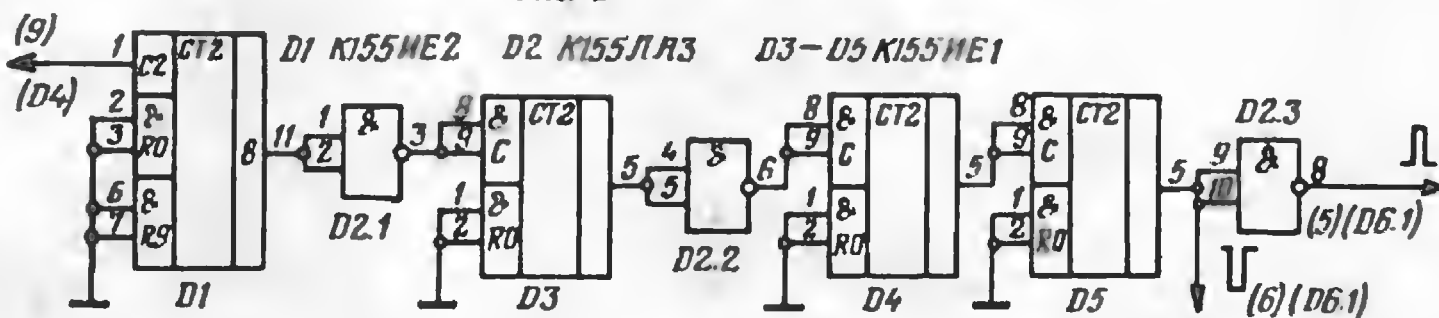 D1 К155ИЕ2 D2 К155ЛА3 D3-D5 К155ИЕ1
(9)
(D4)
1 C2 CT2
2 &
3 R0
6 &
7 R9
8 11
D1
1
2
&
3
D2.1
8 & CT2
9 C
1 &
2 R0
5
D3
4
5
&
6
D2.2
8 & CT2
9 C
1 &
2 R0
5
D4
8 & CT2
9 C
1 &
2 R0
5
D5
D2.3
9
10
&
8
(5)(D6.1)
(6)(D6.1)